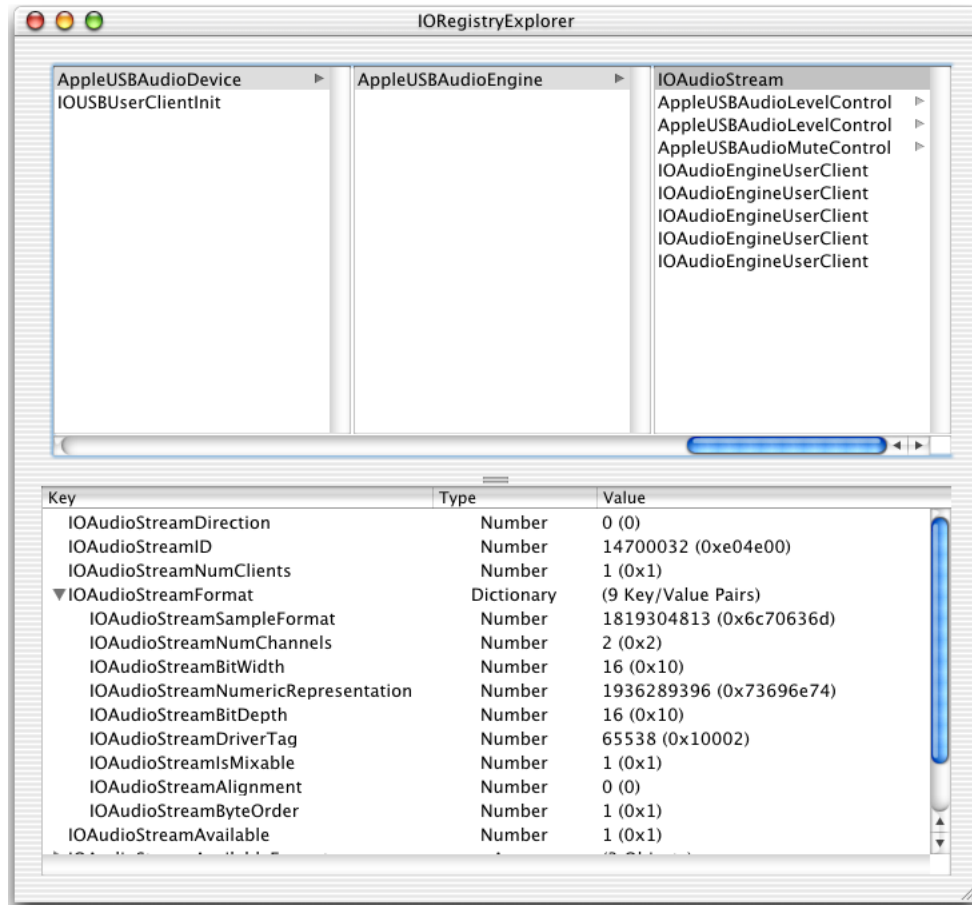 IORegistryExplorer
AppleUSBAudioDevice
IOUSBUserClientInit
AppleUSBAudioEngine
IOAudioStream
AppleUSBAudioLevelControl
AppleUSBAudioLevelControl
AppleUSBAudioMuteControl
IOAudioEngineUserClient
IOAudioEngineUserClient
IOAudioEngineUserClient
IOAudioEngineUserClient
IOAudioEngineUserClient
Key Type Value
IOAudioStreamDirection Number 0 (0)
IOAudioStreamID Number 14700032 (0xe04e00)
IOAudioStreamNumClients Number 1 (0x1)
IOAudioStreamFormat Dictionary (9 Key/Value Pairs)
IOAudioStreamSampleFormat Number 1819304813 (0x6c70636d)
IOAudioStreamNumChannels Number 2 (0x2)
IOAudioStreamBitWidth Number 16 (0x10)
IOAudioStreamNumericRepresentation Number 1936289396 (0x73696e74)
IOAudioStreamBitDepth Number 16 (0x10)
IOAudioStreamDriverTag Number 65538 (0x10002)
IOAudioStreamIsMixable Number 1 (0x1)
IOAudioStreamAlignment Number 0 (0)
IOAudioStreamByteOrder Number 1 (0x1)
IOAudioStreamAvailable Number 1 (0x1)